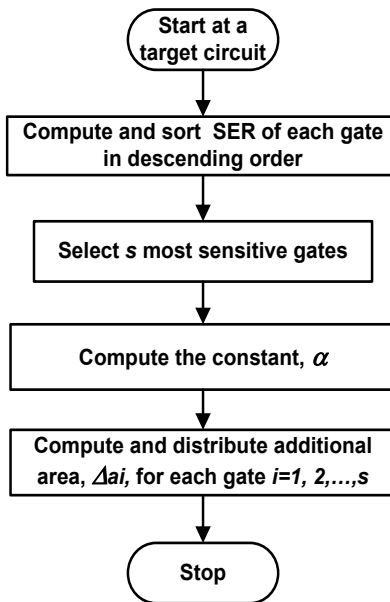 Start at a
target circuit
Compute and sort SER of each gate
in descending order
Select s most sensitive gates
Compute the constant, α
Compute and distribute additional
area, Δai, for each gate i=1, 2,...,s
Stop